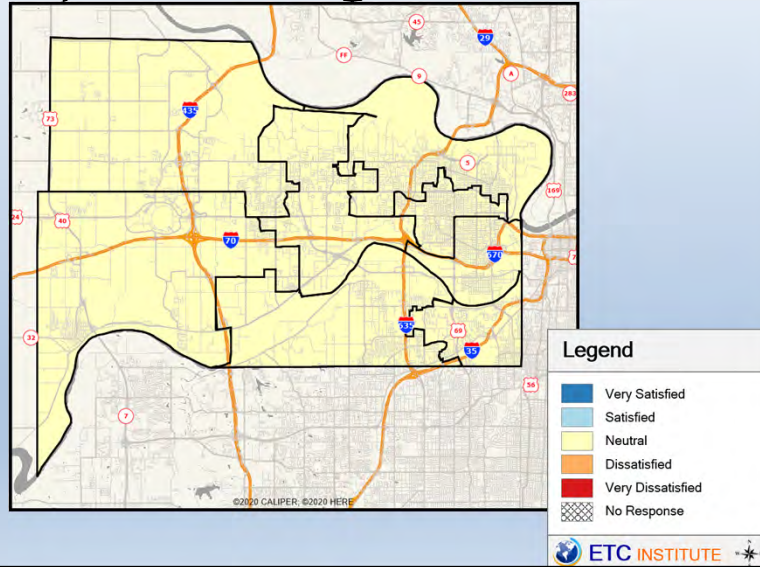 45
29
FF
9
A
283
435
73
5
169
24
40
70
670
32
635
69
35
56
7
©2020 CALIPER; ©2020 HERE
Legend
Very Satisfied
Satisfied
Neutral
Dissatisfied
Very Dissatisfied
No Response
ETC INSTITUTE